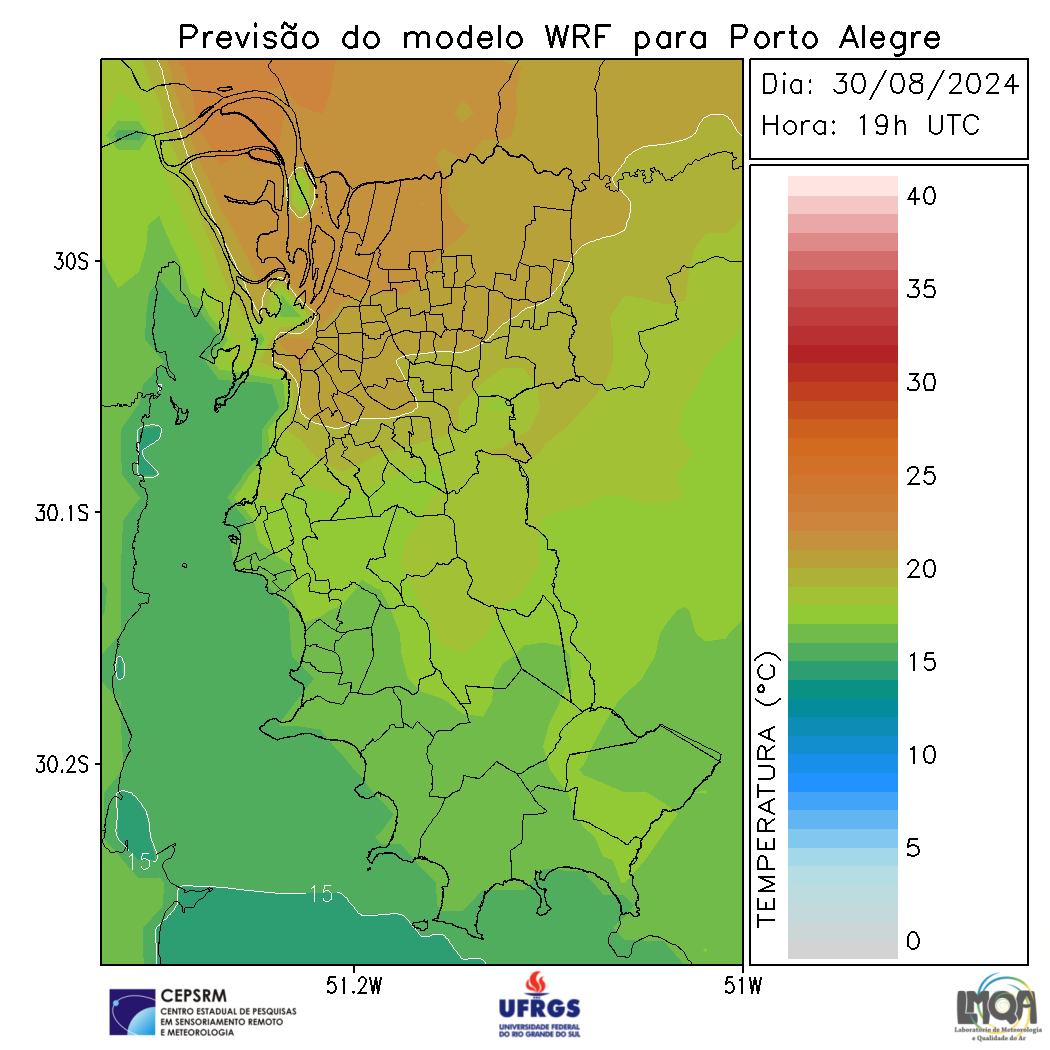 Previsão do modelo WRF para Porto Alegre
Dia: 30/08/2024
Hora: 19h UTC
40
35
30
25
20
15
10
5
0
TEMPERATURA (°C)
30S
30.1S
30.2S
15
15
51.2W
51W
CEPSRM
CENTRO ESTADUAL DE PESQUISAS
EM SENSORIAMENTO REMOTO
E METEOROLOGIA
UFRGS
UNIVERSIDADE FEDERAL
DO RIO GRANDE DO SUL
LMQA
Laboratório de Meteorologia
e Qualidade do Ar